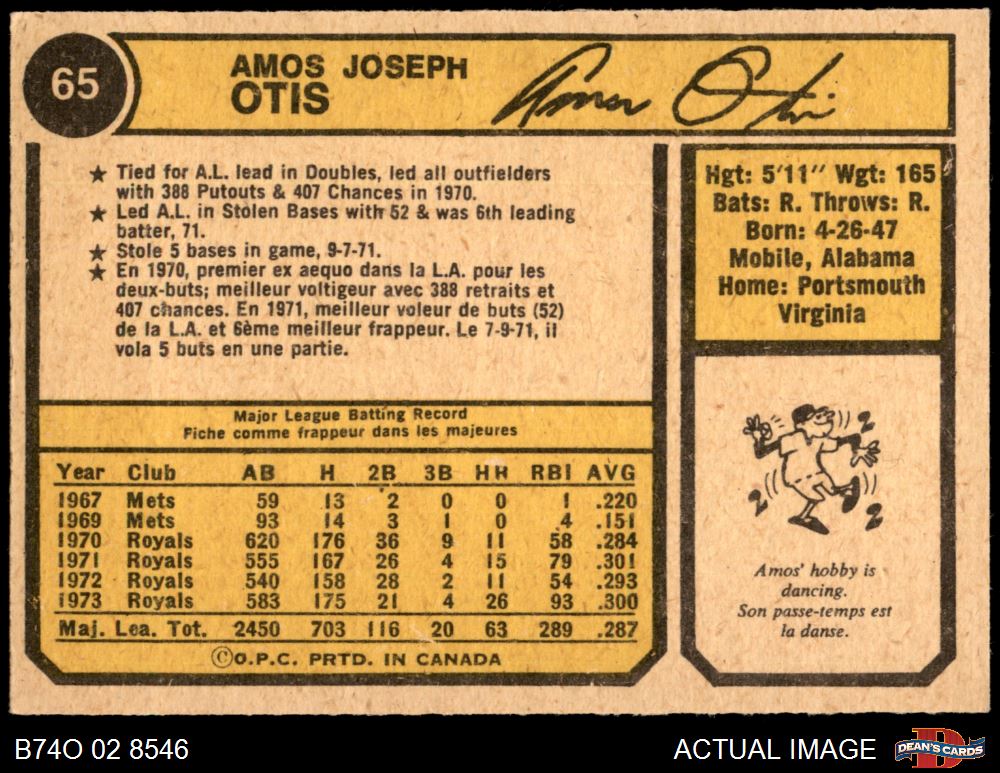 65
AMOS JOSEPH
OTIS
Amos Otis
★ Tied for A.L. lead in Doubles, led all outfielders
with 388 Putouts & 407 Chances in 1970.
★ Led A.L. in Stolen Bases with 52 & was 6th leading
batter, 71.
★ Stole 5 bases in game, 9-7-71.
★ En 1970, premier ex aequo dans la L.A. pour les
deux-buts; meilleur voltigeur avec 388 retraits et
407 chances. En 1971, meilleur voleur de buts (52)
de la L.A. et 6ème meilleur frappeur. Le 7-9-71, il
vola 5 buts en une partie.
Hgt: 5'11" Wgt: 165
Bats: R. Throws: R.
Born: 4-26-47
Mobile, Alabama
Home: Portsmouth
Virginia
Major League Batting Record
Fiche comme frappeur dans les majeures
Year Club AB H 2B 3B HR RBI AVG
1967 Mets 59 13 2 0 0 1 .220
1969 Mets 93 14 3 1 0 4 .151
1970 Royals 620 176 36 9 11 58 .284
1971 Royals 555 167 26 4 15 79 .301
1972 Royals 540 158 28 2 11 54 .293
1973 Royals 583 175 21 4 26 93 .300
Maj. Lea. Tot. 2450 703 116 20 63 289 .287
©O.P.C. PRTD. IN CANADA
Amos' hobby is
dancing.
Son passe-temps est
la danse.
B74O 02 8546
ACTUAL IMAGE
D
DEAN'S CARDS